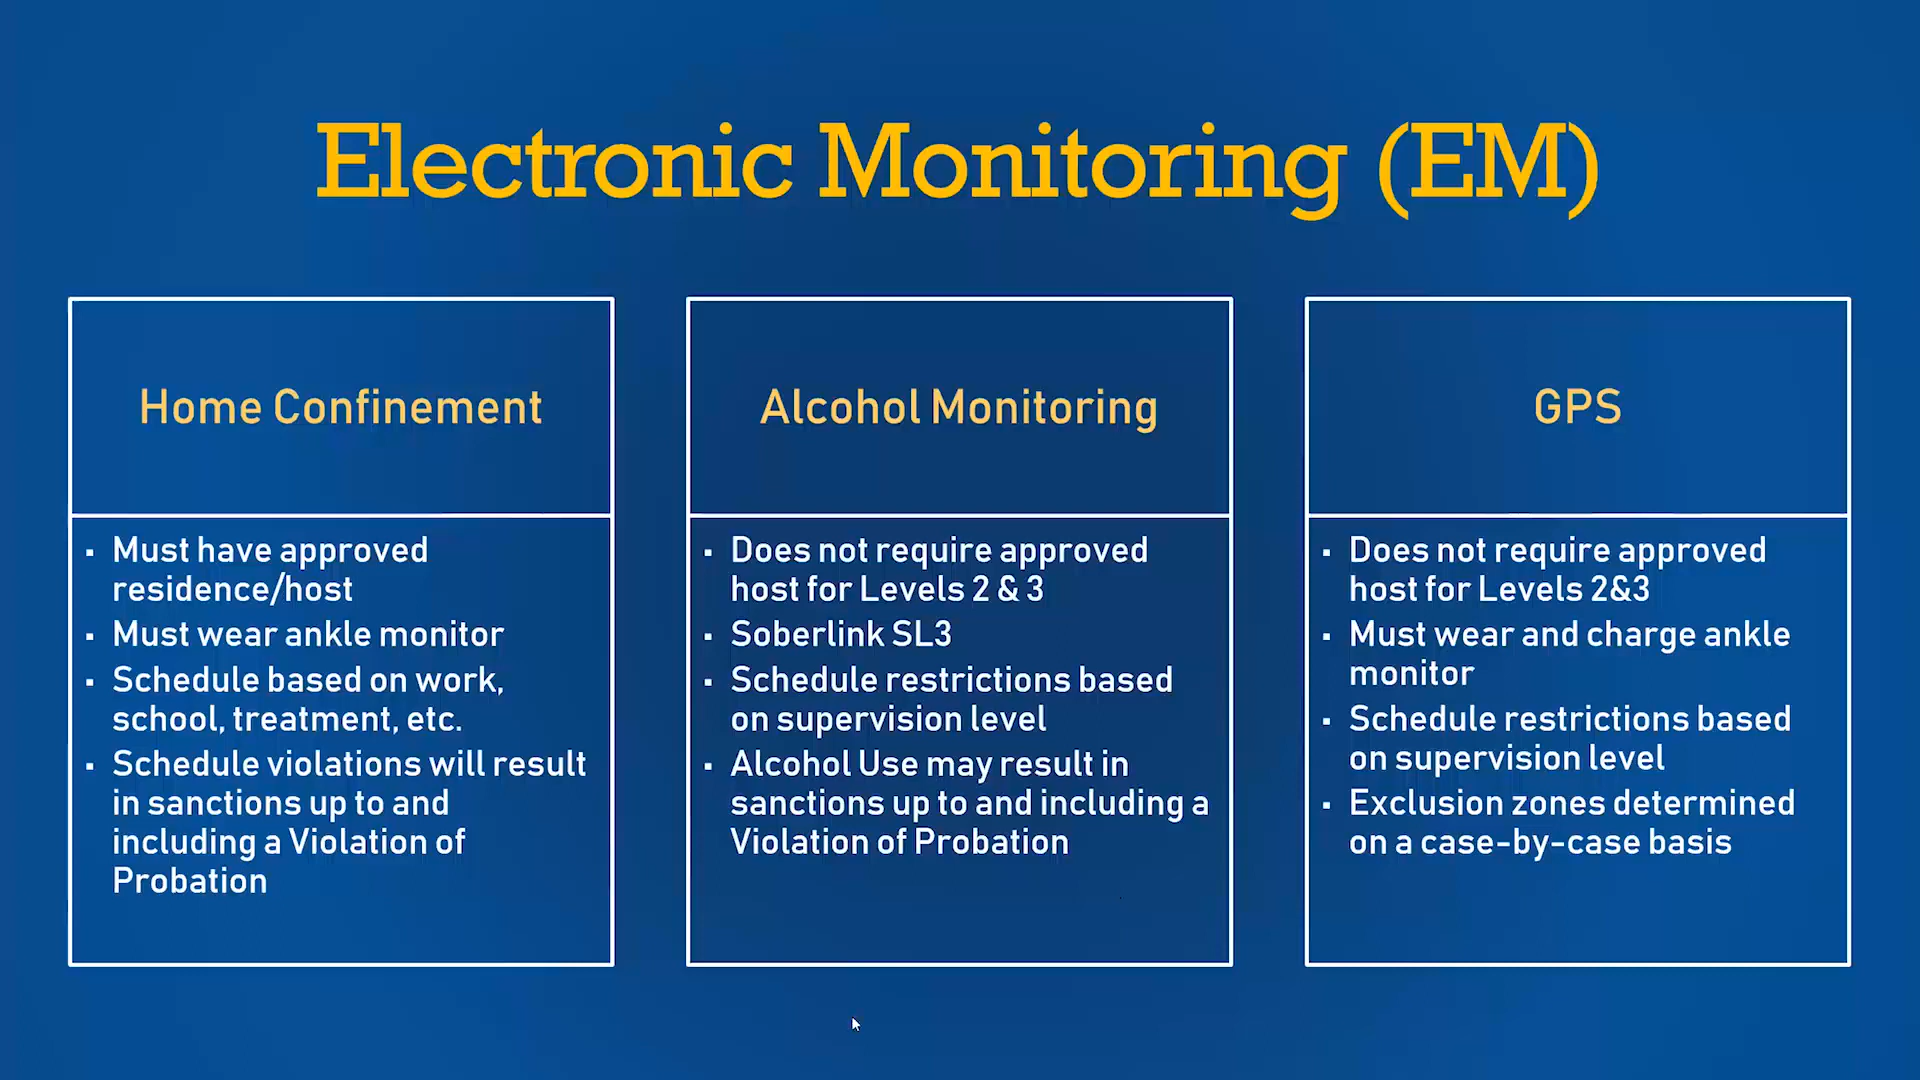 Electronic Monitoring (EM)
Home Confinement
▪ Must have approved
residence/host
▪ Must wear ankle monitor
▪ Schedule based on work,
school, treatment, etc.
▪ Schedule violations will result
in sanctions up to and
including a Violation of
Probation
Alcohol Monitoring
▪ Does not require approved
host for Levels 2 & 3
▪ Soberlink SL3
▪ Schedule restrictions based
on supervision level
▪ Alcohol Use may result in
sanctions up to and including a
Violation of Probation
GPS
▪ Does not require approved
host for Levels 2&3
▪ Must wear and charge ankle
monitor
▪ Schedule restrictions based
on supervision level
▪ Exclusion zones determined
on a case-by-case basis